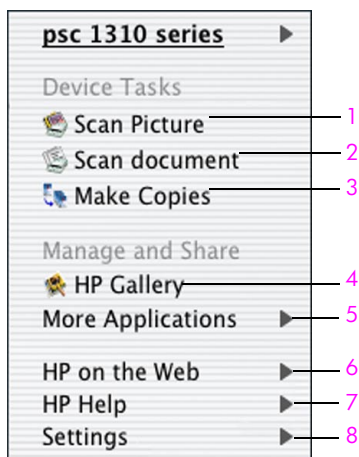 psc 1310 series
Device Tasks
Scan Picture 1
Scan document 2
Make Copies 3
Manage and Share
HP Gallery 4
More Applications 5
HP on the Web 6
HP Help 7
Settings 8